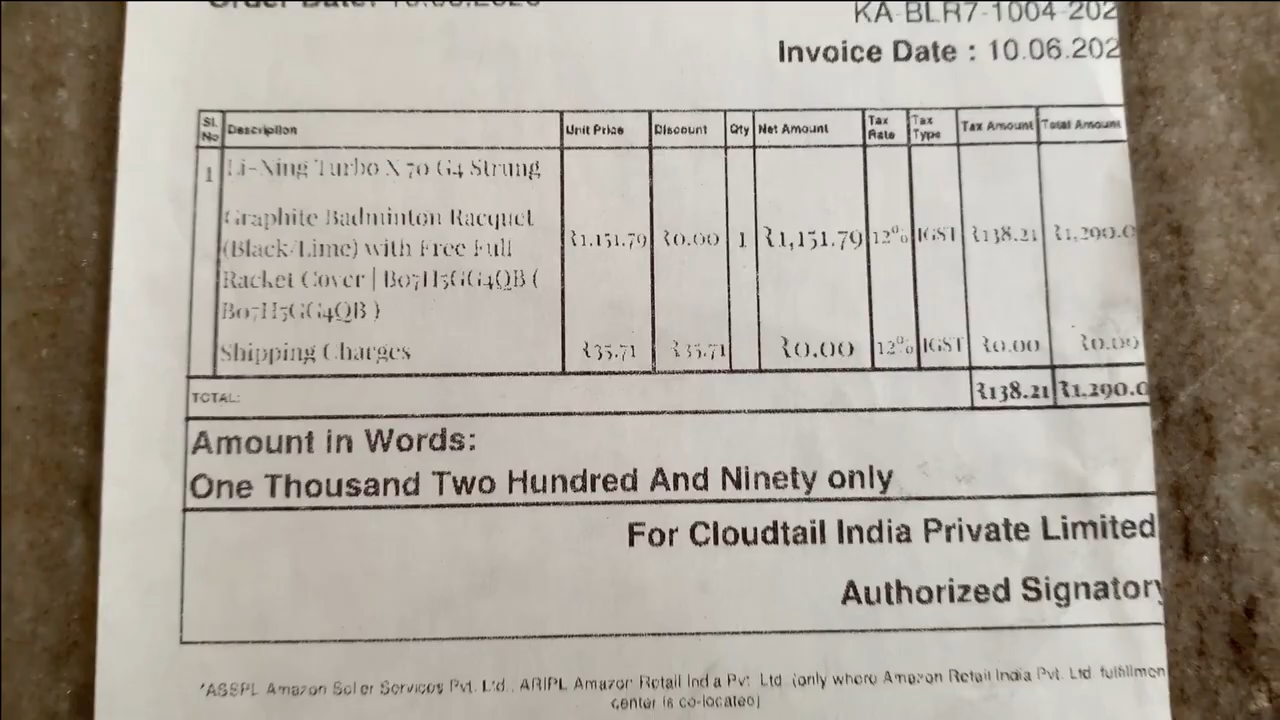 KA-BLR7-1004-202
Invoice Date : 10.06.202
Sl. No Description Unit Price Discount Qty Net Amount Tax Rate Tax Type Tax Amount Total Amount
1 Li-Ning Turbo X 70 G4 Strung
Graphite Badminton Racquet
(Black/Lime) with Free Full ₹1,151.79 ₹0.00 1 ₹1,151.79 12% IGST ₹138.21 ₹1,290.0
Racket Cover | B07H5GG4QB (
B07H5GG4QB )
Shipping Charges ₹35.71 ₹35.71 ₹0.00 12% IGST ₹0.00 ₹0.00
TOTAL: ₹138.21 ₹1,290.0
Amount in Words:
One Thousand Two Hundred And Ninety only
For Cloudtail India Private Limited
Authorized Signatory
*ASSPL Amazon Seller Services Pvt. Ltd., ARIPL Amazon Retail India Pvt. Ltd. (only where Amazon Retail India Pvt. Ltd. fulfillmen
center is co-located)